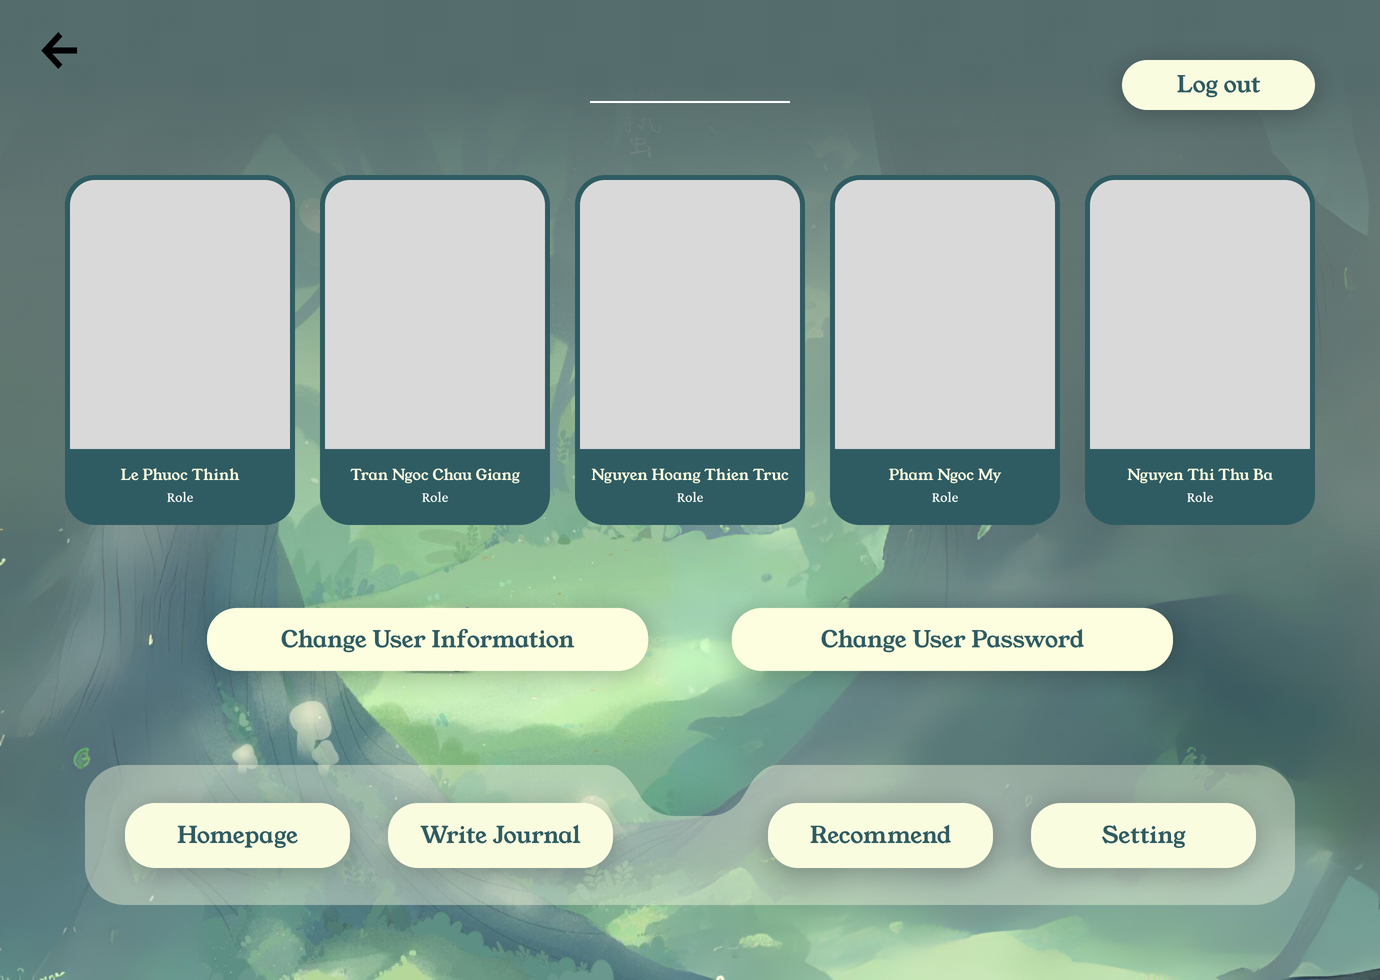 Log out
Le Phuoc Thinh
Role
Tran Ngoc Chau Giang
Role
Nguyen Hoang Thien Truc
Role
Pham Ngoc My
Role
Nguyen Thi Thu Ba
Role
Change User Information
Change User Password
Homepage
Write Journal
Recommend
Setting